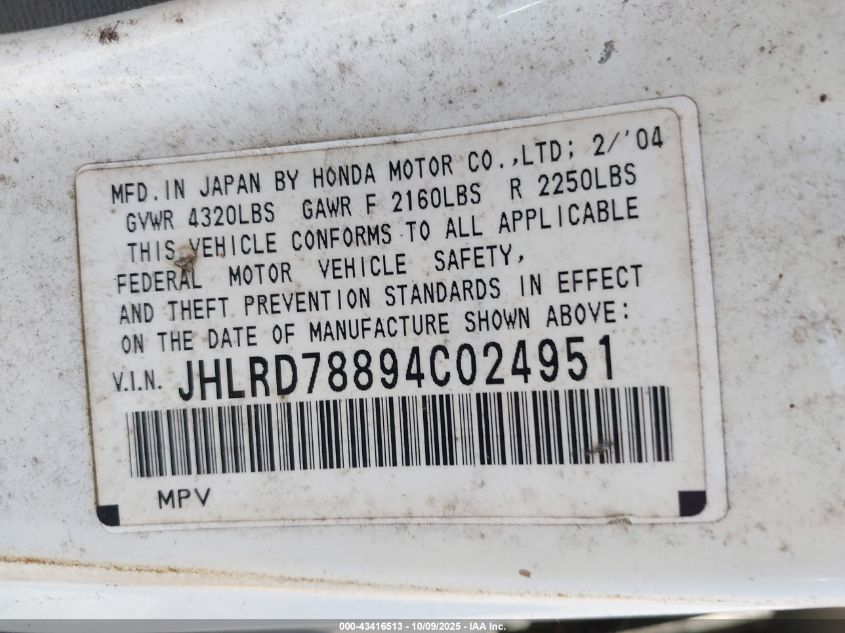 MFD. IN JAPAN BY HONDA MOTOR CO.,LTD; 2/'04
GVWR 4320LBS GAWR F 2160LBS R 2250LBS
THIS VEHICLE CONFORMS TO ALL APPLICABLE
FEDERAL MOTOR VEHICLE SAFETY,
AND THEFT PREVENTION STANDARDS IN EFFECT
ON THE DATE OF MANUFACTURE SHOWN ABOVE:
V.I.N. JHLRD78894C024951
MPV
000-43416513 - 10/09/2025 - IAA Inc.